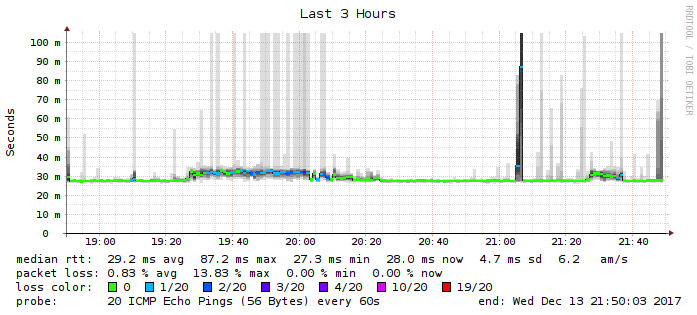 Last 3 Hours
RRDTOOL / TOBI OETIKER
Seconds
100 m
90 m
80 m
70 m
60 m
50 m
40 m
30 m
20 m
10 m
0
19:00 19:20 19:40 20:00 20:20 20:40 21:00 21:20 21:40
median rtt: 29.2 ms avg 87.2 ms max 27.3 ms min 28.0 ms now 4.7 ms sd 6.2 am/s
packet loss: 0.83 % avg 13.83 % max 0.00 % min 0.00 % now
loss color: 0 1/20 2/20 3/20 4/20 10/20 19/20
probe: 20 ICMP Echo Pings (56 Bytes) every 60s end: Wed Dec 13 21:50:03 2017